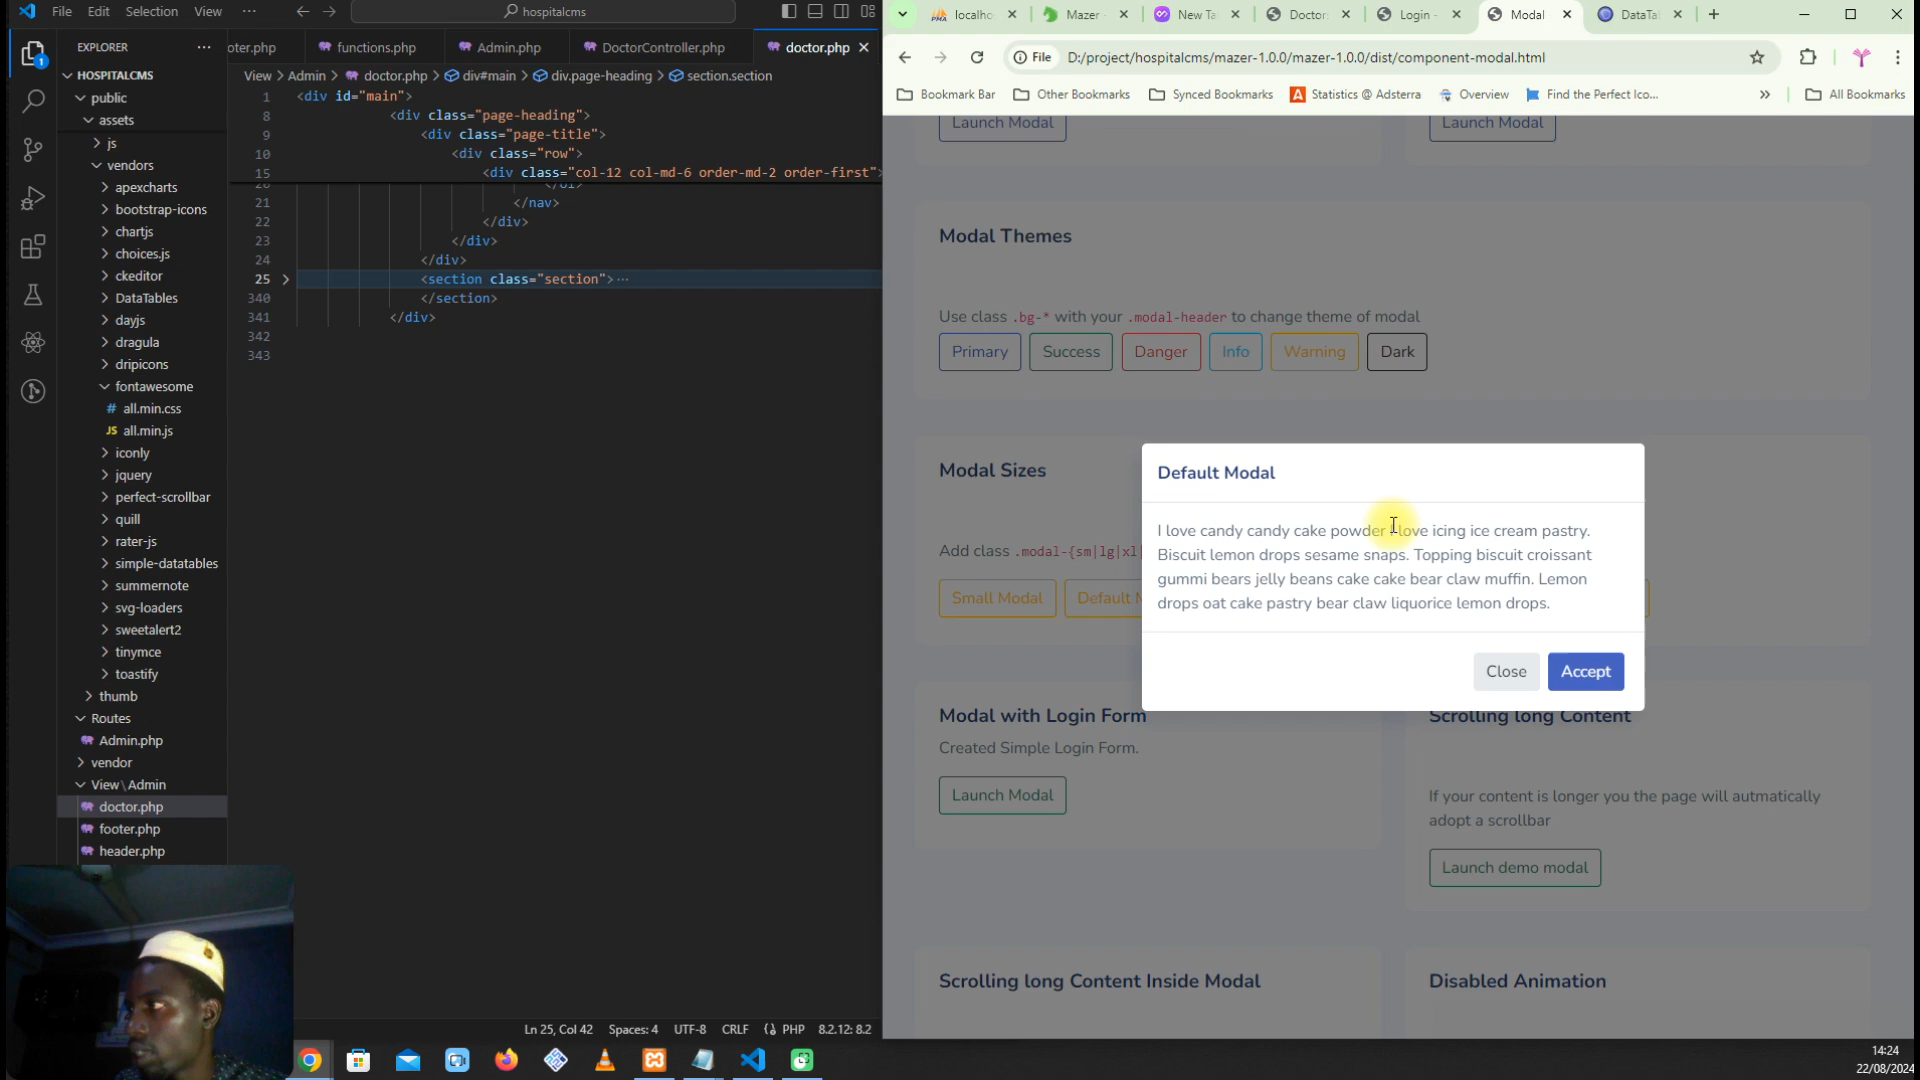 File Edit Selection View ··· hospitalcms
EXPLORER
HOSPITALCMS
public
assets
js
vendors
apexcharts
bootstrap-icons
chartjs
choices.js
ckeditor
DataTables
dayjs
dragula
dripicons
fontawesome
# all.min.css
JS all.min.js
iconly
jquery
perfect-scrollbar
quill
rater-js
simple-datatables
summernote
svg-loaders
sweetalert2
tinymce
toastify
thumb
Routes
Admin.php
vendor
View\Admin
doctor.php
footer.php
header.php
oter.php functions.php Admin.php DoctorController.php doctor.php
View > Admin > doctor.php > div#main > div.page-heading > section.section
1 <div id="main">
8 <div class="page-heading">
9 <div class="page-title">
10 <div class="row">
15 <div class="col-12 col-md-6 order-md-2 order-first">
20 </ol>
21 </nav>
22 </div>
23 </div>
24 </div>
25 <section class="section"> ···
340 </section>
341 </div>
342
343
Ln 25, Col 42 Spaces: 4 UTF-8 CRLF PHP 8.2.12: 8.2
localho Mazer New Ta Doctor Login - Modal DataTa
File D:/project/hospitalcms/mazer-1.0.0/mazer-1.0.0/dist/component-modal.html
Bookmark Bar Other Bookmarks Synced Bookmarks Statistics @ Adsterra Overview Find the Perfect Ico... » All Bookmarks
Launch Modal Launch Modal
Modal Themes
Use class .bg-* with your .modal-header to change theme of modal
Primary Success Danger Info Warning Dark
Modal Sizes
Add class .modal-{sm|lg|xl
Small Modal Default M
Default Modal
I love candy candy cake powder I love icing ice cream pastry.
Biscuit lemon drops sesame snaps. Topping biscuit croissant
gummi bears jelly beans cake cake bear claw muffin. Lemon
drops oat cake pastry bear claw liquorice lemon drops.
Close Accept
Modal with Login Form
Created Simple Login Form.
Launch Modal
Scrolling long Content
If your content is longer you the page will autmatically
adopt a scrollbar
Launch demo modal
Scrolling long Content Inside Modal
Disabled Animation
14:24
22/08/2024